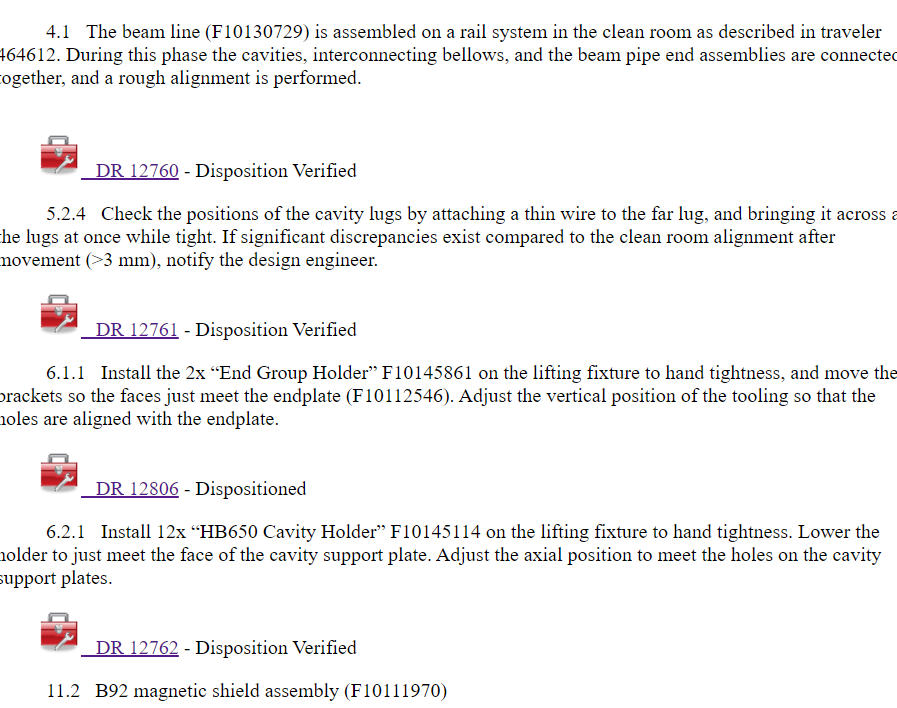 4.1 The beam line (F10130729) is assembled on a rail system in the clean room as described in traveler
464612. During this phase the cavities, interconnecting bellows, and the beam pipe end assemblies are connected
together, and a rough alignment is performed.
DR 12760 - Disposition Verified
5.2.4 Check the positions of the cavity lugs by attaching a thin wire to the far lug, and bringing it across
the lugs at once while tight. If significant discrepancies exist compared to the clean room alignment after
movement (>3 mm), notify the design engineer.
DR 12761 - Disposition Verified
6.1.1 Install the 2x “End Group Holder” F10145861 on the lifting fixture to hand tightness, and move the
brackets so the faces just meet the endplate (F10112546). Adjust the vertical position of the tooling so that the
holes are aligned with the endplate.
DR 12806 - Dispositioned
6.2.1 Install 12x “HB650 Cavity Holder” F10145114 on the lifting fixture to hand tightness. Lower the
holder to just meet the face of the cavity support plate. Adjust the axial position to meet the holes on the cavity
support plates.
DR 12762 - Disposition Verified
11.2 B92 magnetic shield assembly (F10111970)